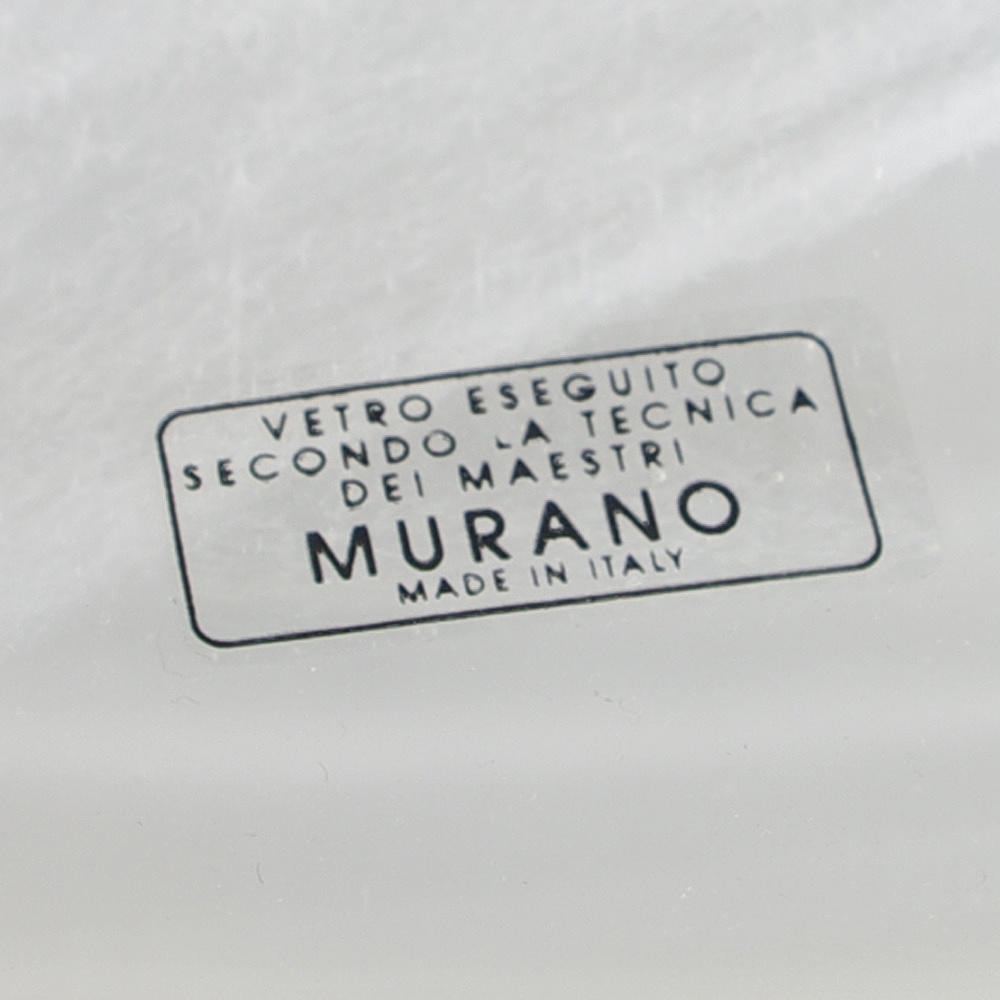 VETRO ESEGUITO
SECONDO LA TECNICA
DEI MAESTRI
MURANO
MADE IN ITALY